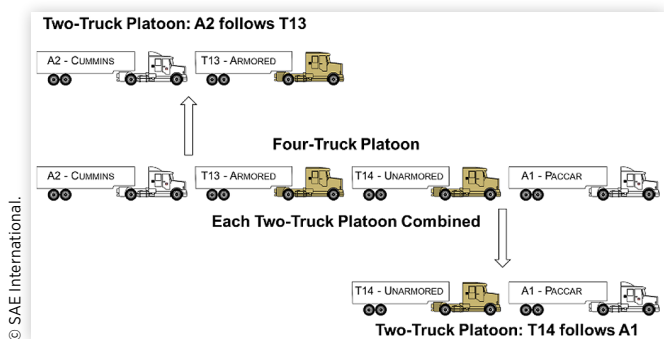 Two-Truck Platoon: A2 follows T13
A2 - CUMMINS
T13 - ARMORED
Four-Truck Platoon
A2 - CUMMINS
T13 - ARMORED
T14 - UNARMORED
A1 - PACCAR
Each Two-Truck Platoon Combined
T14 - UNARMORED
A1 - PACCAR
Two-Truck Platoon: T14 follows A1
© SAE International.